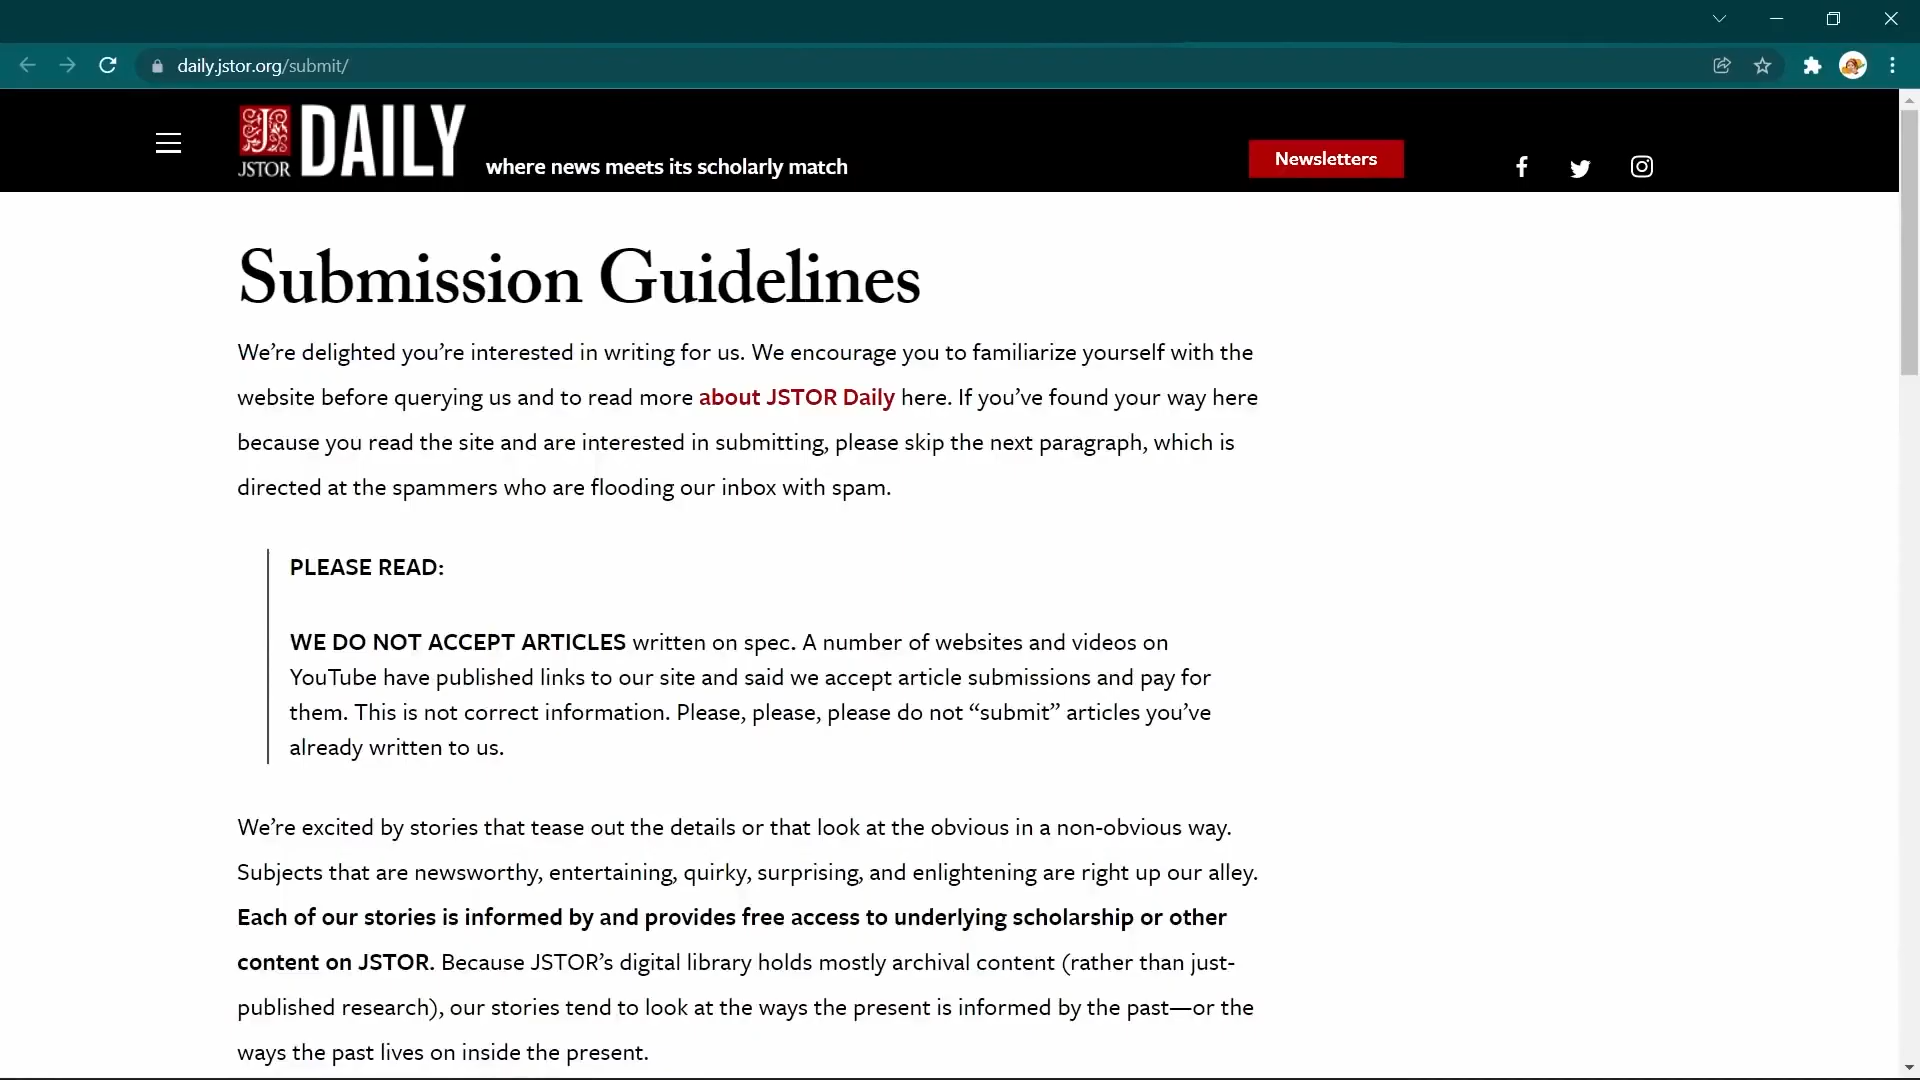 daily.jstor.org/submit/
JSTOR DAILY where news meets its scholarly match
Newsletters
Submission Guidelines
We’re delighted you’re interested in writing for us. We encourage you to familiarize yourself with the
website before querying us and to read more about JSTOR Daily here. If you’ve found your way here
because you read the site and are interested in submitting, please skip the next paragraph, which is
directed at the spammers who are flooding our inbox with spam.
PLEASE READ:
WE DO NOT ACCEPT ARTICLES written on spec. A number of websites and videos on
YouTube have published links to our site and said we accept article submissions and pay for
them. This is not correct information. Please, please, please do not “submit” articles you’ve
already written to us.
We’re excited by stories that tease out the details or that look at the obvious in a non-obvious way.
Subjects that are newsworthy, entertaining, quirky, surprising, and enlightening are right up our alley.
Each of our stories is informed by and provides free access to underlying scholarship or other
content on JSTOR. Because JSTOR’s digital library holds mostly archival content (rather than just-
published research), our stories tend to look at the ways the present is informed by the past—or the
ways the past lives on inside the present.